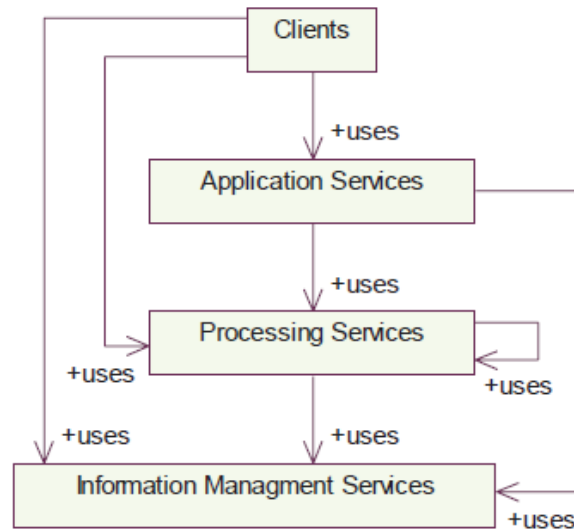 Clients
+uses
Application Services
+uses
Processing Services
+uses
+uses
+uses
+uses
Information Managment Services
+uses